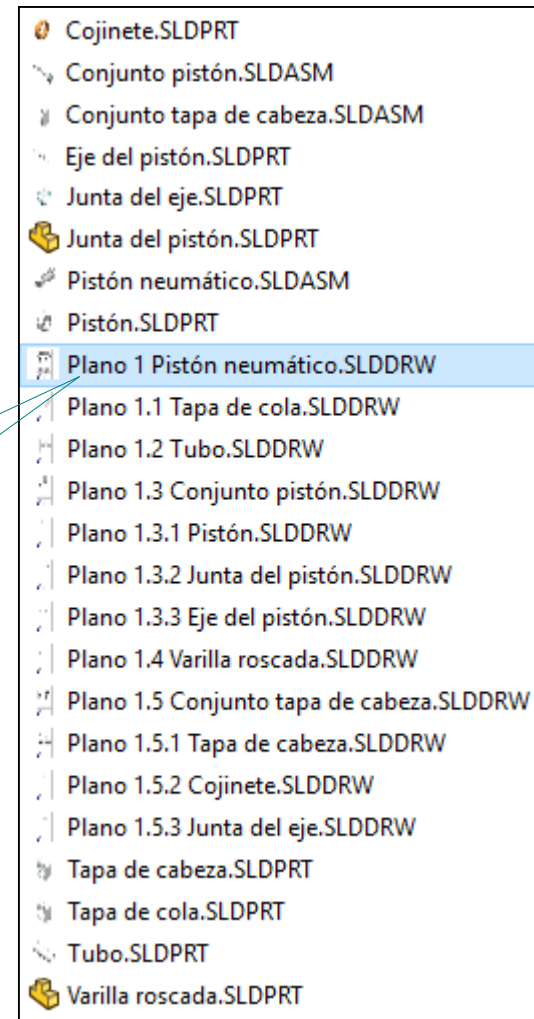 Cojinete.SLDPRT
Conjunto pistón.SLDASM
Conjunto tapa de cabeza.SLDASM
Eje del pistón.SLDPRT
Junta del eje.SLDPRT
Junta del pistón.SLDPRT
Pistón neumático.SLDASM
Pistón.SLDPRT
Plano 1 Pistón neumático.SLDDRW
Plano 1.1 Tapa de cola.SLDDRW
Plano 1.2 Tubo.SLDDRW
Plano 1.3 Conjunto pistón.SLDDRW
Plano 1.3.1 Pistón.SLDDRW
Plano 1.3.2 Junta del pistón.SLDDRW
Plano 1.3.3 Eje del pistón.SLDDRW
Plano 1.4 Varilla roscada.SLDDRW
Plano 1.5 Conjunto tapa de cabeza.SLDDRW
Plano 1.5.1 Tapa de cabeza.SLDDRW
Plano 1.5.2 Cojinete.SLDDRW
Plano 1.5.3 Junta del eje.SLDDRW
Tapa de cabeza.SLDPRT
Tapa de cola.SLDPRT
Tubo.SLDPRT
Varilla roscada.SLDPRT